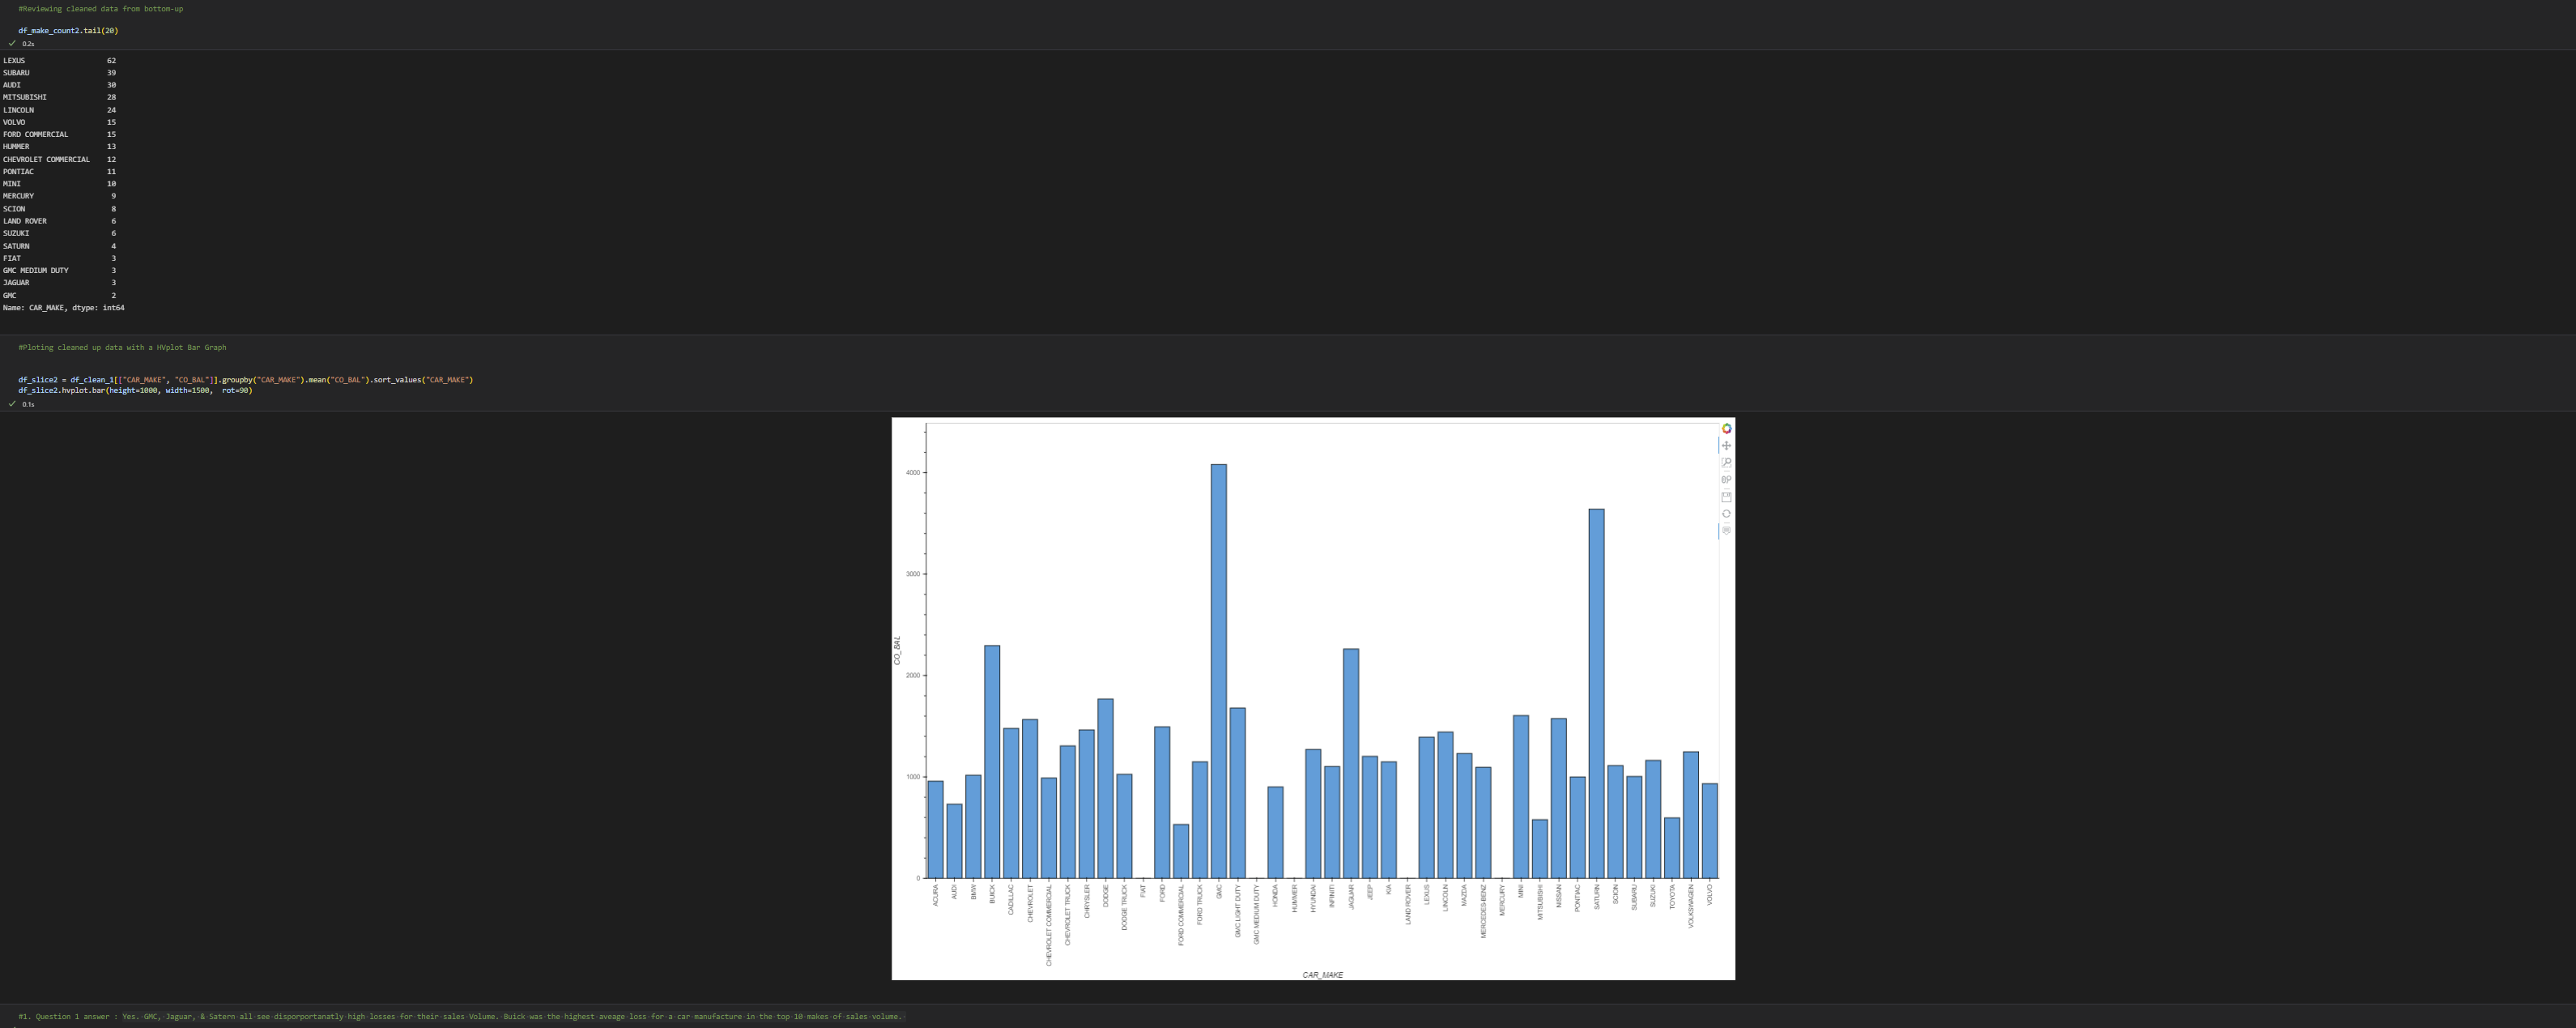 #Reviewing cleaned data from bottom-up
df_make_count2.tail(20)
0.2s
LEXUS 62
SUBARU 39
AUDI 30
MITSUBISHI 28
LINCOLN 24
VOLVO 15
FORD COMMERCIAL 15
HUMMER 13
CHEVROLET COMMERCIAL 12
PONTIAC 11
MINI 10
MERCURY 9
SCION 8
LAND ROVER 6
SUZUKI 6
SATURN 4
FIAT 3
GMC MEDIUM DUTY 3
JAGUAR 3
GMC 2
Name: CAR_MAKE, dtype: int64
#Ploting cleaned up data with a HVplot Bar Graph
df_slice2 = df_clean_1[["CAR_MAKE", "CO_BAL"]].groupby("CAR_MAKE").mean("CO_BAL").sort_values("CAR_MAKE")
df_slice2.hvplot.bar(height=1000, width=1500,  rot=90)
0.1s
4000
3000
2000
1000
0
CO_BAL
ACURA
AUDI
BMW
BUICK
CADILLAC
CHEVROLET
CHEVROLET COMMERCIAL
CHEVROLET TRUCK
CHRYSLER
DODGE
DODGE TRUCK
FIAT
FORD
FORD COMMERCIAL
FORD TRUCK
GMC
GMC LIGHT DUTY
GMC MEDIUM DUTY
HONDA
HUMMER
HYUNDAI
INFINITI
JAGUAR
JEEP
KIA
LAND ROVER
LEXUS
LINCOLN
MAZDA
MERCEDES-BENZ
MERCURY
MINI
MITSUBISHI
NISSAN
PONTIAC
SATURN
SCION
SUBARU
SUZUKI
TOYOTA
VOLKSWAGEN
VOLVO
CAR_MAKE
#1. Question 1 answer : Yes. GMC, Jaguar, & Satern all see disporportanatly high losses for their sales Volume. Buick was the highest aveage loss for a car manufacture in the top 10 makes of sales volume.